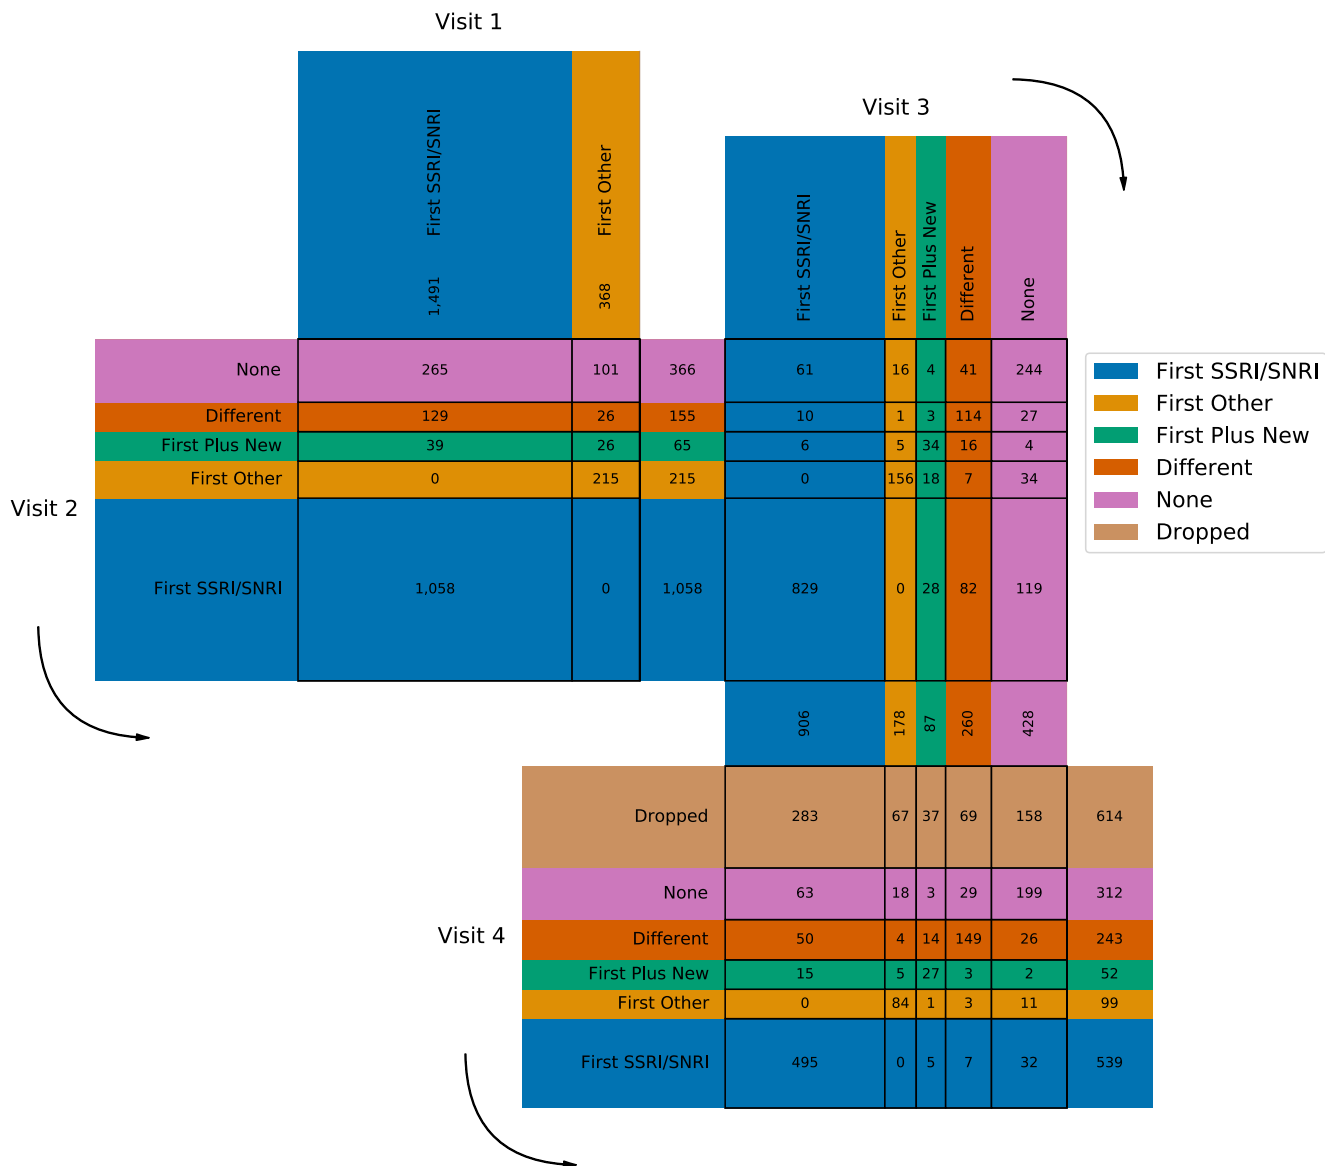 Visit 1
First SSRI/SNRI
1,491
First Other
368
Visit 3
First SSRI/SNRI
First Other
First Plus New
Different
None
Visit 2
None 265 101 366 61 16 4 41 244
Different 129 26 155 10 1 3 114 27
First Plus New 39 26 65 6 5 34 16 4
First Other 0 215 215 0 156 18 7 34
First SSRI/SNRI 1,058 0 1,058 829 0 28 82 119
906 178 87 260 428
First SSRI/SNRI
First Other
First Plus New
Different
None
Dropped
Visit 4
Dropped 283 67 37 69 158 614
None 63 18 3 29 199 312
Different 50 4 14 149 26 243
First Plus New 15 5 27 3 2 52
First Other 0 84 1 3 11 99
First SSRI/SNRI 495 0 5 7 32 539